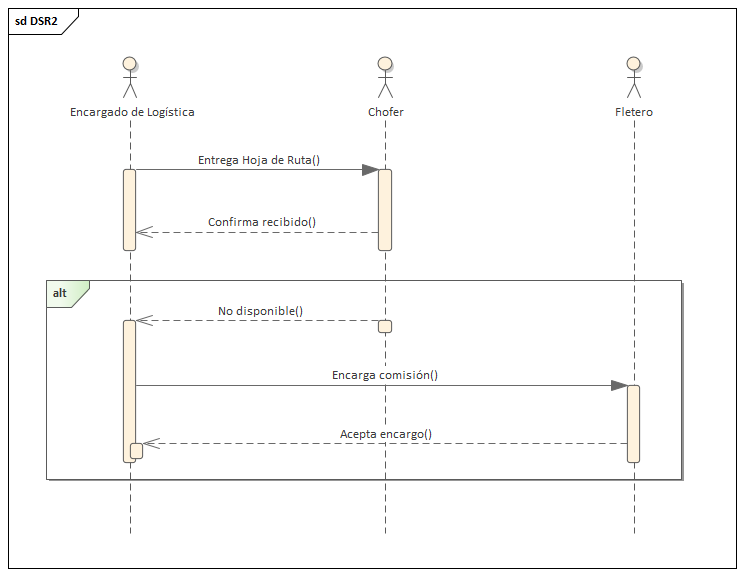 sd DSR2
Encargado de Logística
Chofer
Fletero
Entrega Hoja de Ruta()
Confirma recibido()
alt
No disponible()
Encarga comisión()
Acepta encargo()